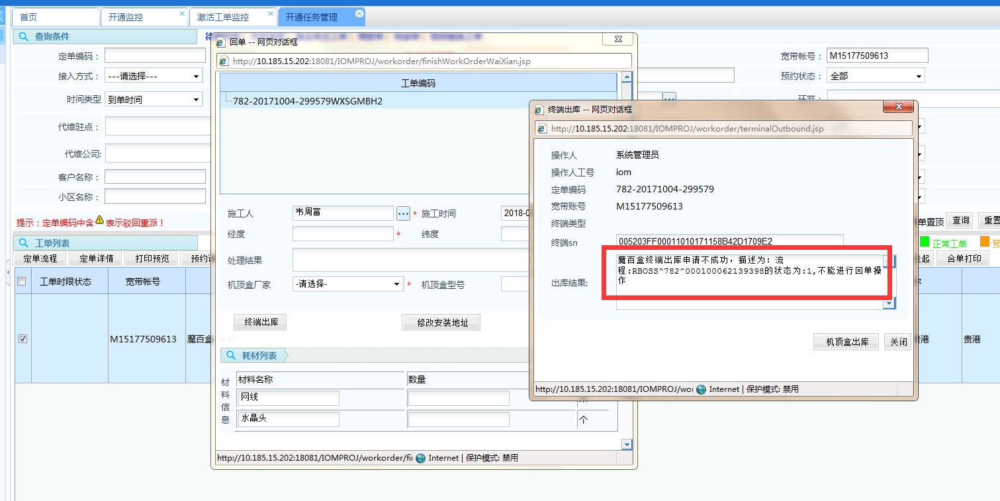 首页
开通监控
激活工单监控
开通任务管理
查询条件
定单编码：
接入方式：
---请选择---
时间类型
到单时间
代维驻点：
代维公司:
客户名称：
小区名称：
提示：定单编码中含
表示驳回重派！
宽带帐号：
M15177509613
预约状态：
全部
环节：
单置顶
查询
重置
工单列表
正常工单
预
定单流程
定单详情
打印预览
预约
起
合单打印
工单时限状态
宽带帐号
M15177509613
魔百盒
港
贵港
回单 -- 网页对话框
http://10.185.15.202:18081/IOMPROJ/workorder/finishWorkOrderWaiXian.jsp
工单编码
782-20171004-299579WXSGMBH2
施工人
韦周富
...
*
施工时间
2018-0
经度
*
纬度
处理结果
机顶盒厂家
-请选择-
*
机顶盒型号
终端出库
修改安装地址
耗材列表
材料信息
材料名称
数量
网线
水晶头
个
http://10.185.15.202:18081/IOMPROJ/workorder/fi
Internet | 保护模式: 禁用
终端出库 -- 网页对话框
http://10.185.15.202:18081/IOMPROJ/workorder/terminalOutbound.jsp
操作人
系统管理员
操作人工号
iom
定单编码
782-20171004-299579
宽带账号
M15177509613
终端类型
终端sn
005203FF00011010171158B42D1709E2
出库结果:
魔百盒终端出库申请不成功，描述为：流
程:RBOSS^782^000100062139398的状态为:1,不能进行回单操
作
机顶盒出库
关闭
http://10.185.15.202:18081/IOMPROJ/wor
Internet | 保护模式: 禁用